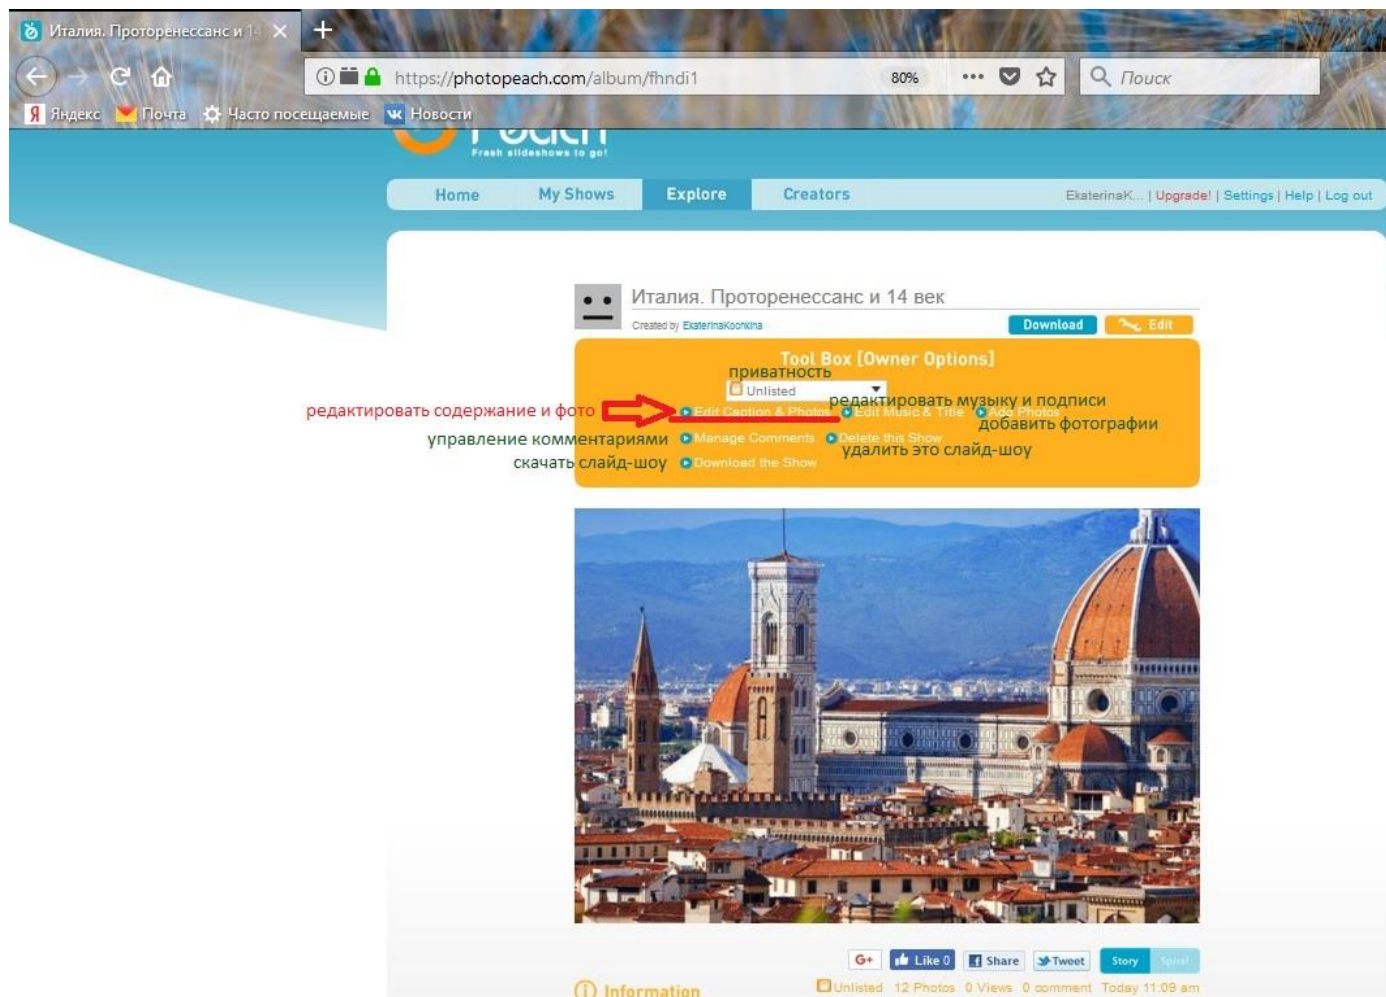 Италия. Проторенессанс и 14
https://photopeach.com/album/fhndi1
80%
Поиск
Яндекс
Почта
Часто посещаемые
Новости
Peach
Fresh slideshows to go!
Home
My Shows
Explore
Creators
EkaterinaK... | Upgrade! | Settings | Help | Log out
Италия. Проторенессанс и 14 век
Created by EkaterinaKochkina
Download
Edit
Tool Box [Owner Options]
приватность
Unlisted
редактировать музыку и подписи
редактировать содержание и фото
Edit Caption & Photos
Edit Music & Title
Add Photos
добавить фотографии
управление комментариями
Manage Comments
Delete this Show
удалить это слайд-шоу
скачать слайд-шоу
Download the Show
G+
Like 0
Share
Tweet
Story
Spiral
Information
Unlisted 12 Photos 0 Views 0 comment Today 11:09 am